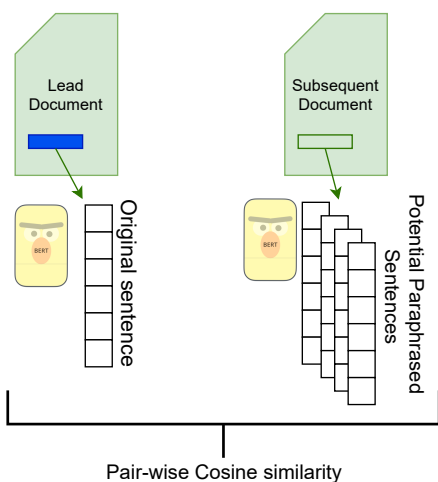 Lead
Document
Subsequent
Document
BERT
Original sentence
BERT
Potential Paraphrased
Sentences
Pair-wise Cosine similarity